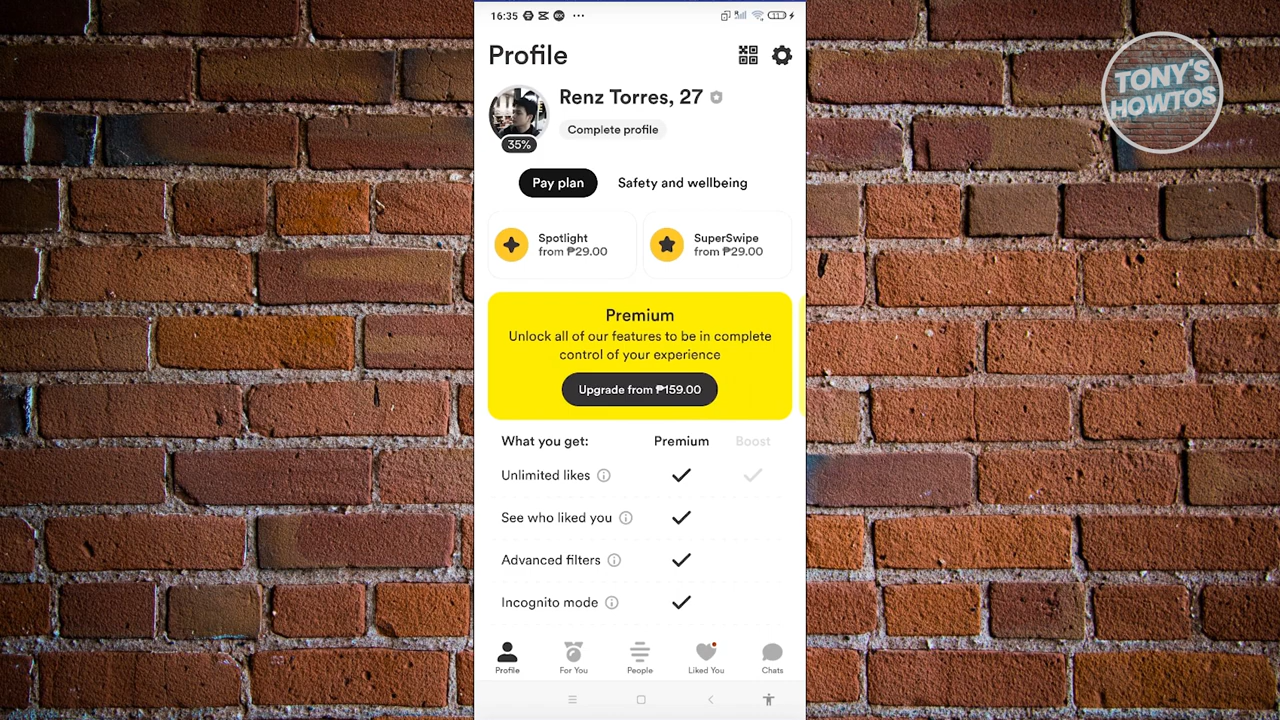 16:35
TONY'S
HOWTOS
Profile
Renz Torres, 27
Complete profile
35%
Pay plan
Safety and wellbeing
Spotlight
from ₱29.00
SuperSwipe
from ₱29.00
Premium
Unlock all of our features to be in complete
control of your experience
Upgrade from ₱159.00
What you get: Premium Boost
Unlimited likes
See who liked you
Advanced filters
Incognito mode
Profile For You People Liked You Chats